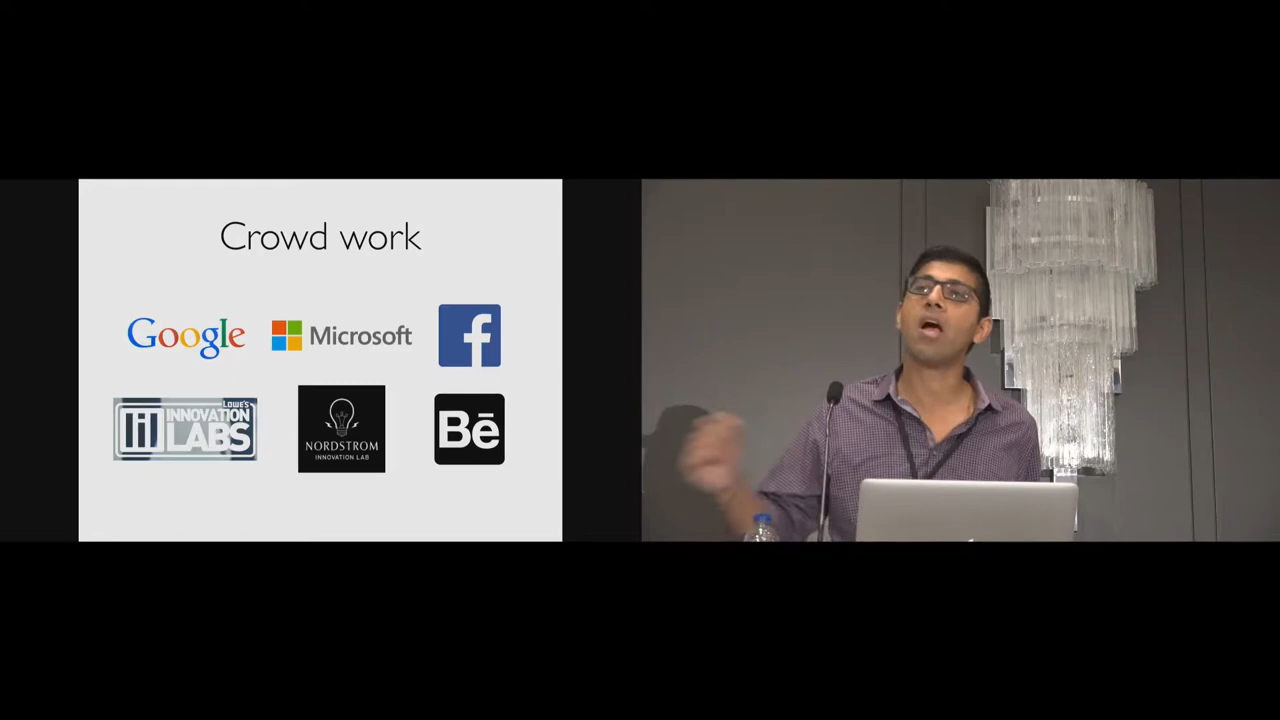 Crowd work
Google
Microsoft
f
LOWE'S
lil INNOVATION
LABS
NORDSTROM
INNOVATION LAB
Bē